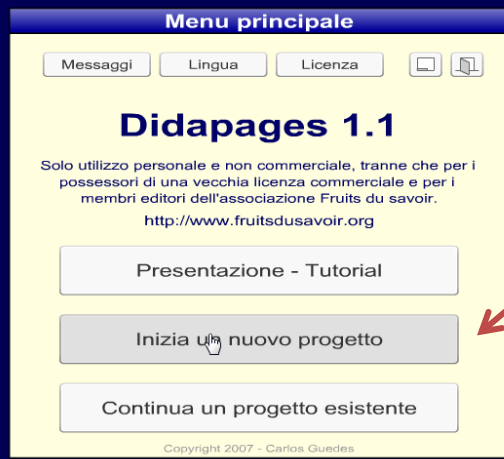 Menu principale
Messaggi Lingua Licenza
Didapages 1.1
Solo utilizzo personale e non commerciale, tranne che per i
possessori di una vecchia licenza commerciale e per i
membri editori dell'associazione Fruits du savoir.
http://www.fruitsdusavoir.org
Presentazione - Tutorial
Inizia un nuovo progetto
Continua un progetto esistente
Copyright 2007 - Carlos Guedes